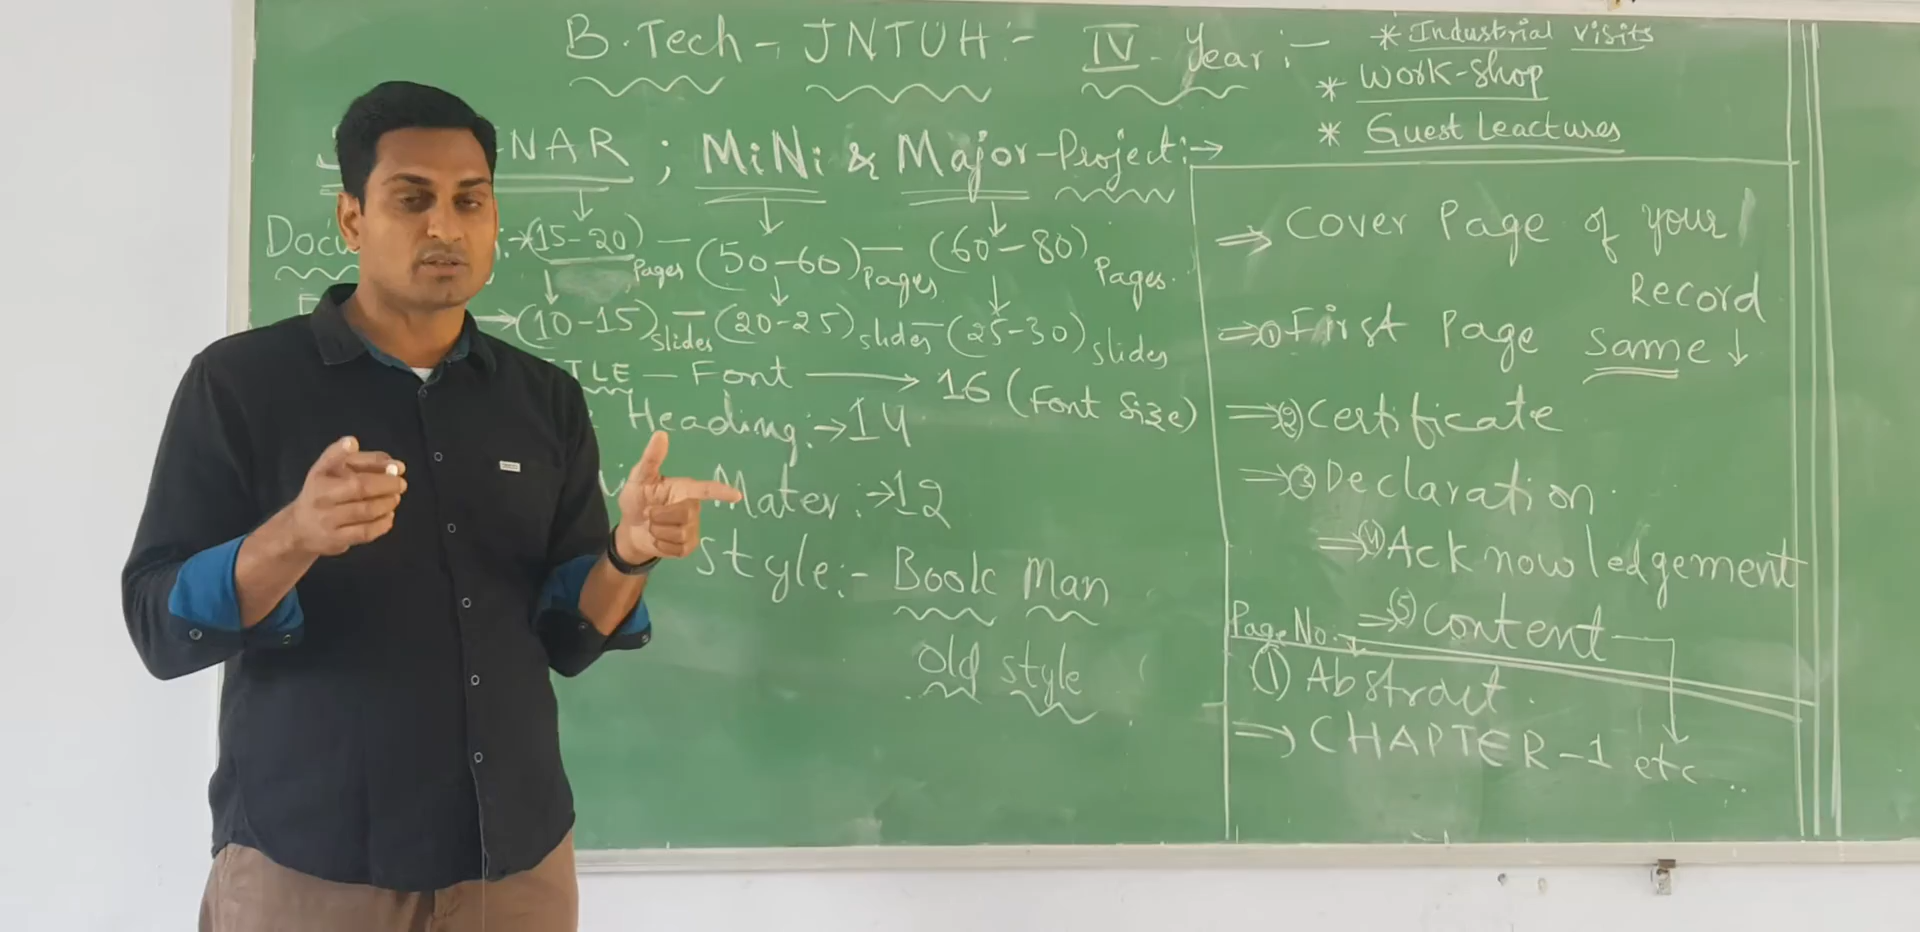 B.Tech - JNTUH:- IV - Year:-
* Industrial visits
* Work-shop
* Guest Leactures
NAR ; MiNi & Major-Project:→
Docu :→(15-20) Pages - (50-60) Pages - (60-80) Pages.
→(10-15) slides - (20-25) slides - (25-30) slides
TLE - Font → 16 (Font Size)
Heading:→14
Mater:→12
Style:- Book Man
old style
⇒ Cover Page of your
Record
⇒① First Page same ↓
⇒② Certificate
⇒③ Declaration.
⇒(4) Acknowledgement
Page No: ⇒(5) Content
① Abstract.
⇒ CHAPTER-1 etc..